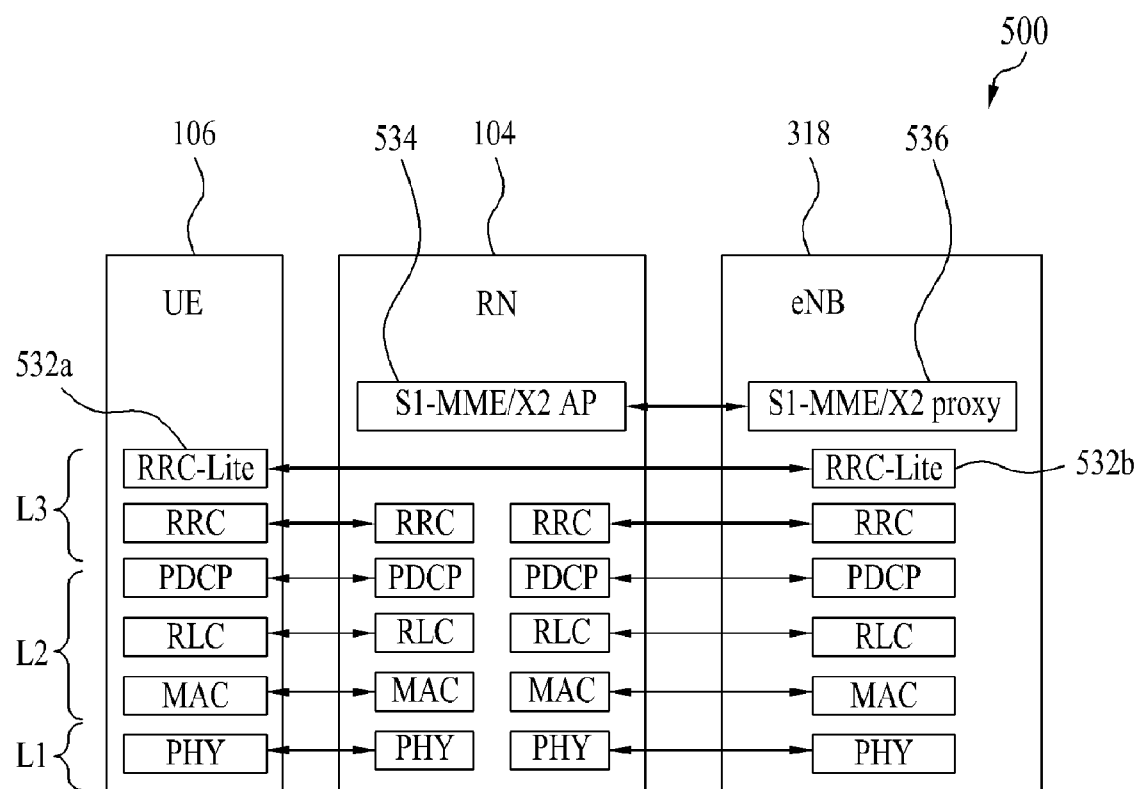 500
106
534
104
318
536
UE
RN
eNB
532a
S1-MME/X2 AP
S1-MME/X2 proxy
RRC-Lite
RRC-Lite
532b
L3
RRC
RRC
RRC
RRC
PDCP
PDCP
PDCP
PDCP
L2
RLC
RLC
RLC
RLC
MAC
MAC
MAC
MAC
L1
PHY
PHY
PHY
PHY